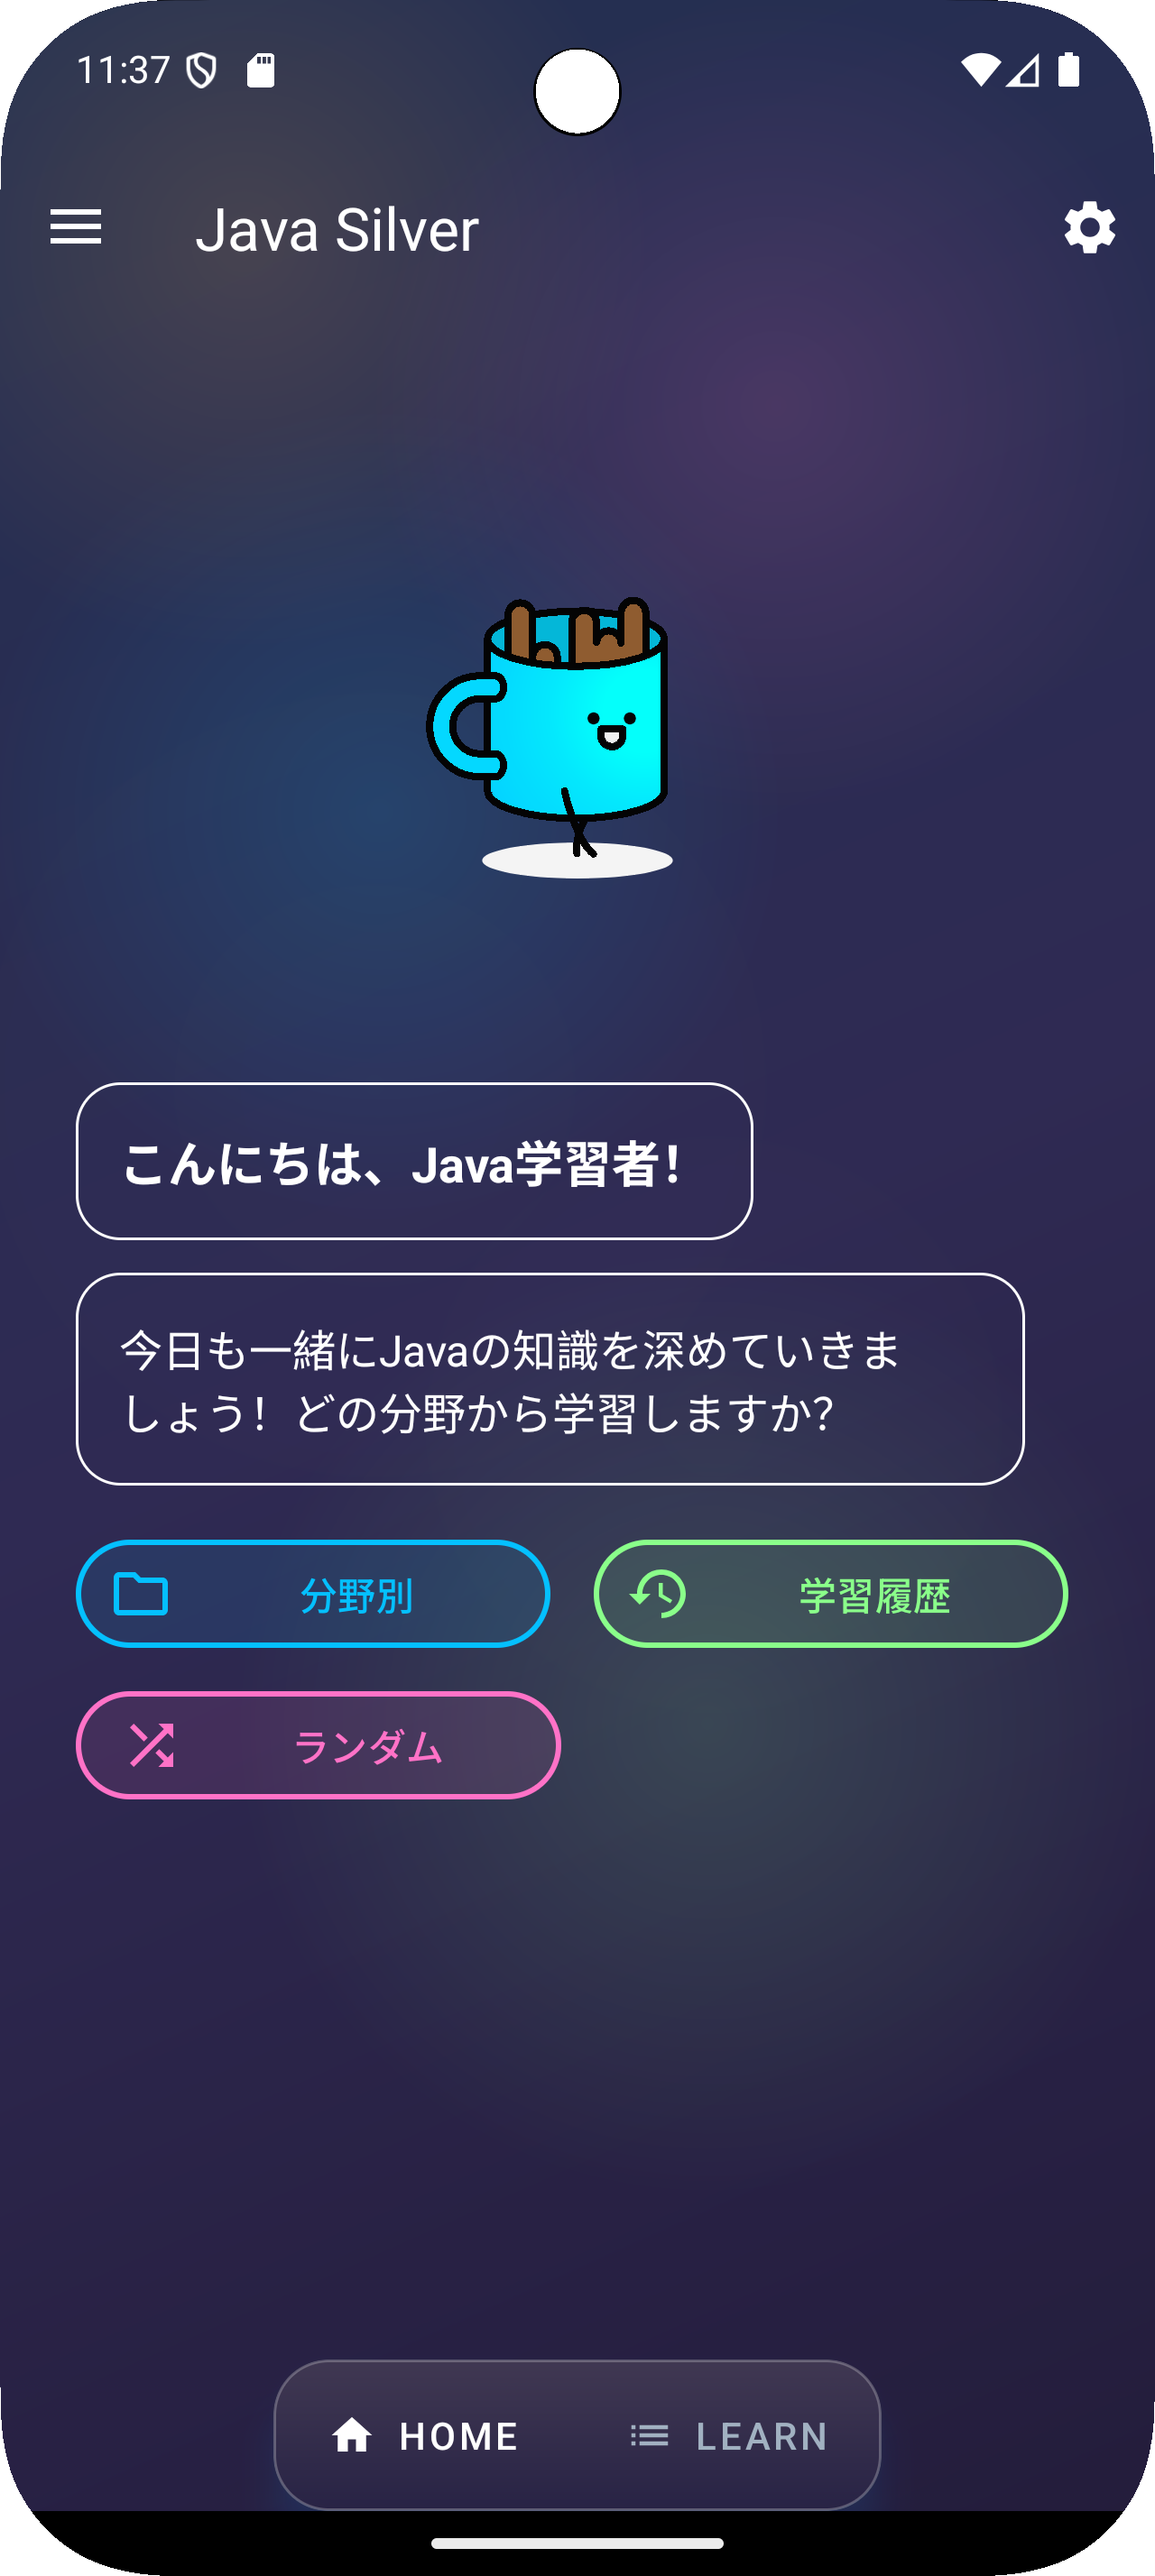 11:37
Java Silver
こんにちは、Java学習者！
今日も一緒にJavaの知識を深めていきま
しょう！どの分野から学習しますか？
分野別
学習履歴
ランダム
HOME
LEARN